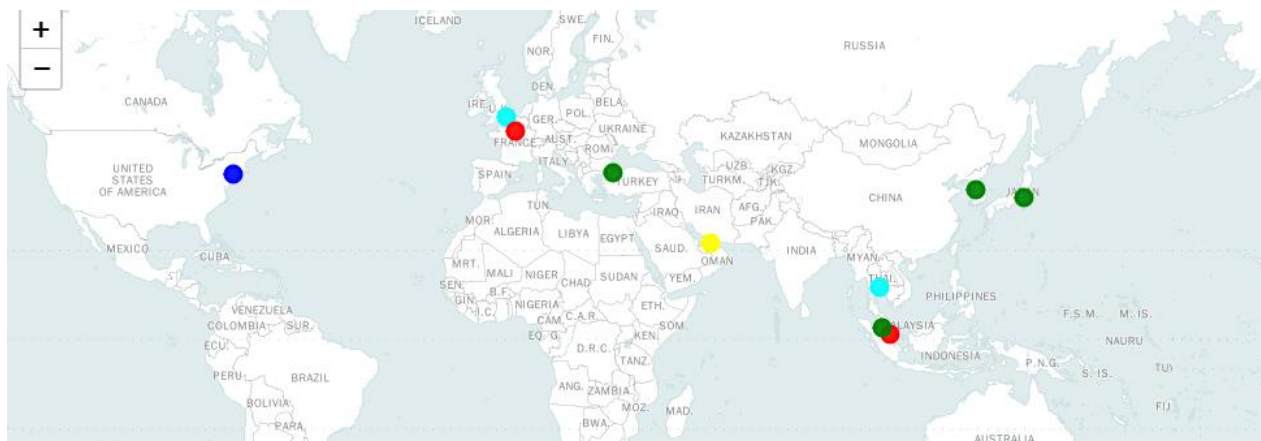 +
−
ICELAND
SWE.
FIN.
RUSSIA
NOR.
CANADA
DEN.
IRE.
BELA.
GER.
POL.
UKRAINE
KAZAKHSTAN
MONGOLIA
FRANCE
AUST.
ROM.
UNITED
STATES
OF AMERICA
ITALY
SPAIN
TURKEY
UZB.
KGZ.
TURKM.
TJK.
CHINA
TUN.
MOR.
IRAQ
IRAN
AFG.
PAK.
ALGERIA
LIBYA
EGYPT
SAUD.
INDIA
MEXICO
CUBA
OMAN
MYAN.
MRT.
MALI
NIGER
CHAD
SUDAN
YEM.
SEN.
B.F.
PHILIPPINES
GIN.
I.C.
NIGERIA
ETH.
VENEZUELA
CAM.
C.A.R.
SOM.
F.S.M.
M. IS.
COLOMBIA
SUR.
EQ. G.
KEN.
NAURU
ECU.
D.R.C.
TANZ.
INDONESIA
P.N.G.
S. IS.
PERU
BRAZIL
ANG.
ZAMBIA
MOZ.
MAD.
FIJ
BOLIVIA
PARA.
BWA.
AUSTRALIA